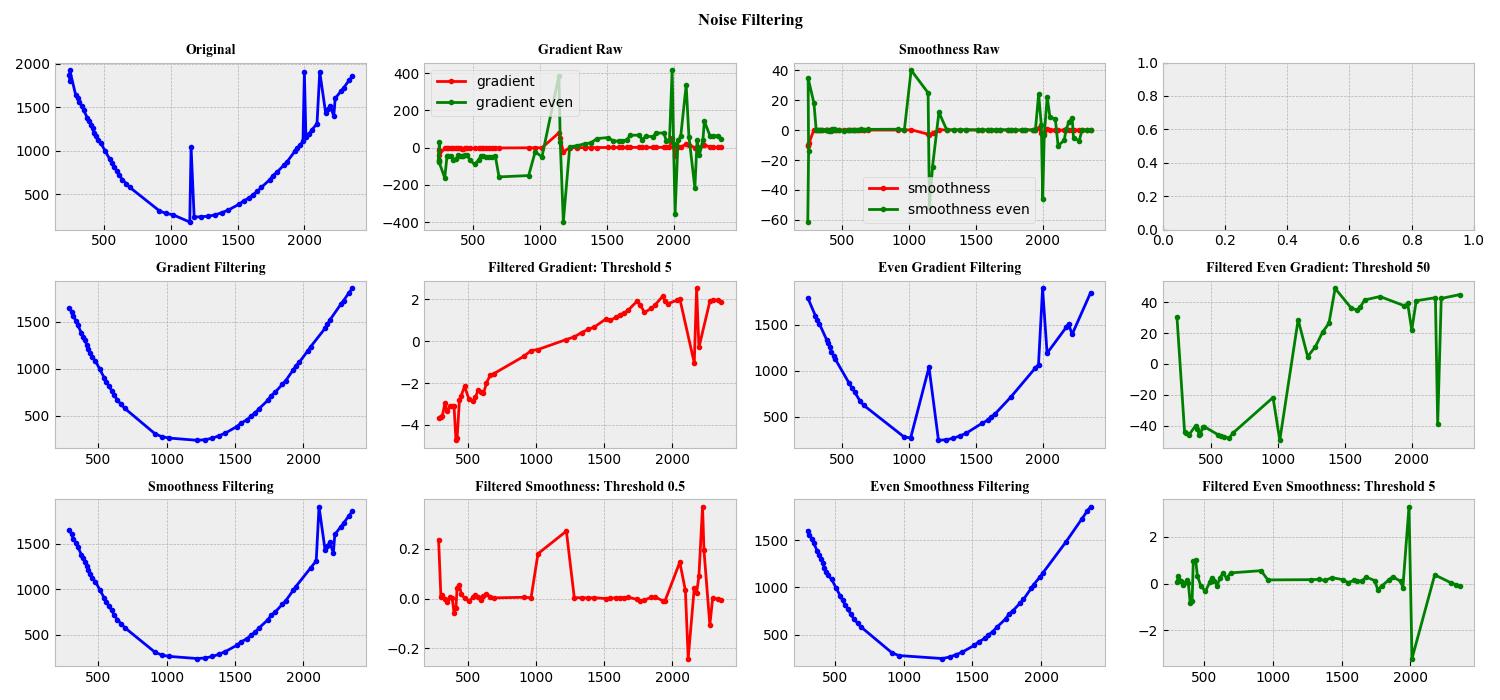 Noise Filtering
Original
Gradient Raw
Smoothness Raw
2000
1500
1000
500
500 1000 1500 2000
400
200
0
−200
−400
500 1000 1500 2000
gradient
gradient even
40
20
0
−20
−40
−60
500 1000 1500 2000
smoothness
smoothness even
1.0
0.8
0.6
0.4
0.2
0.0
0.0 0.2 0.4 0.6 0.8 1.0
Gradient Filtering
Filtered Gradient: Threshold 5
Even Gradient Filtering
Filtered Even Gradient: Threshold 50
1500
1000
500
500 1000 1500 2000
2
0
−2
−4
500 1000 1500 2000
1500
1000
500
500 1000 1500 2000
40
20
0
−20
−40
500 1000 1500 2000
Smoothness Filtering
Filtered Smoothness: Threshold 0.5
Even Smoothness Filtering
Filtered Even Smoothness: Threshold 5
1500
1000
500
500 1000 1500 2000
0.2
0.0
−0.2
500 1000 1500 2000
1500
1000
500
500 1000 1500 2000
2
0
−2
500 1000 1500 2000